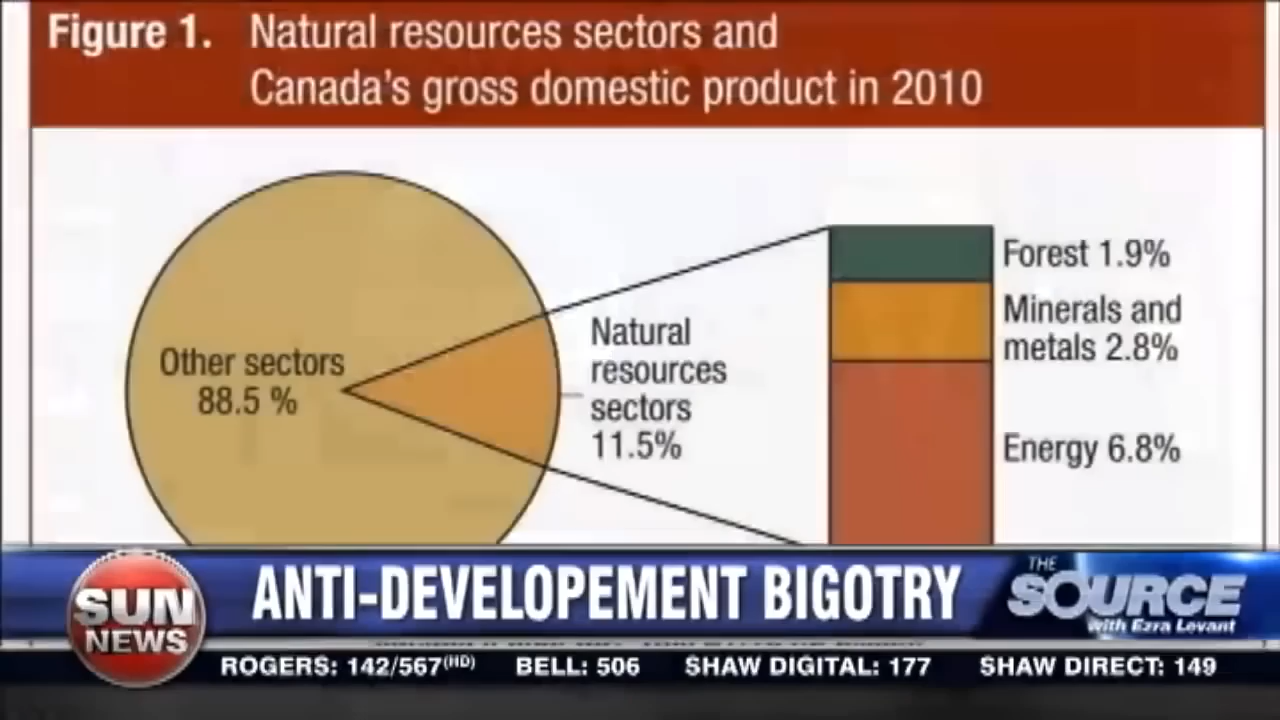 Figure 1. Natural resources sectors and
Canada's gross domestic product in 2010
Other sectors
88.5 %
Natural
resources
sectors
11.5%
Forest 1.9%
Minerals and
metals 2.8%
Energy 6.8%
SUN
NEWS
ANTI-DEVELOPEMENT BIGOTRY
THE
SOURCE
with Ezra Levant
ROGERS: 142/567(HD) BELL: 506 SHAW DIGITAL: 177 SHAW DIRECT: 149